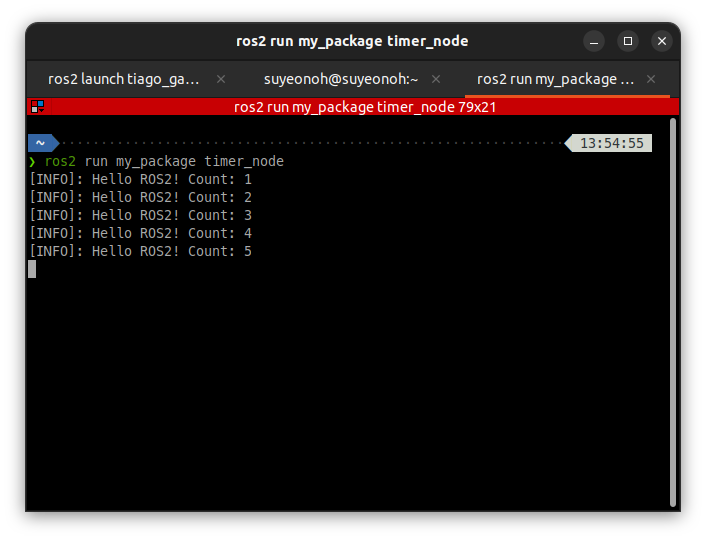 ros2 run my_package timer_node
ros2 launch tiago_ga... suyeonoh@suyeonoh:~ ros2 run my_package ...
ros2 run my_package timer_node 79x21
~ 13:54:55
❯ ros2 run my_package timer_node
[INFO]: Hello ROS2! Count: 1
[INFO]: Hello ROS2! Count: 2
[INFO]: Hello ROS2! Count: 3
[INFO]: Hello ROS2! Count: 4
[INFO]: Hello ROS2! Count: 5